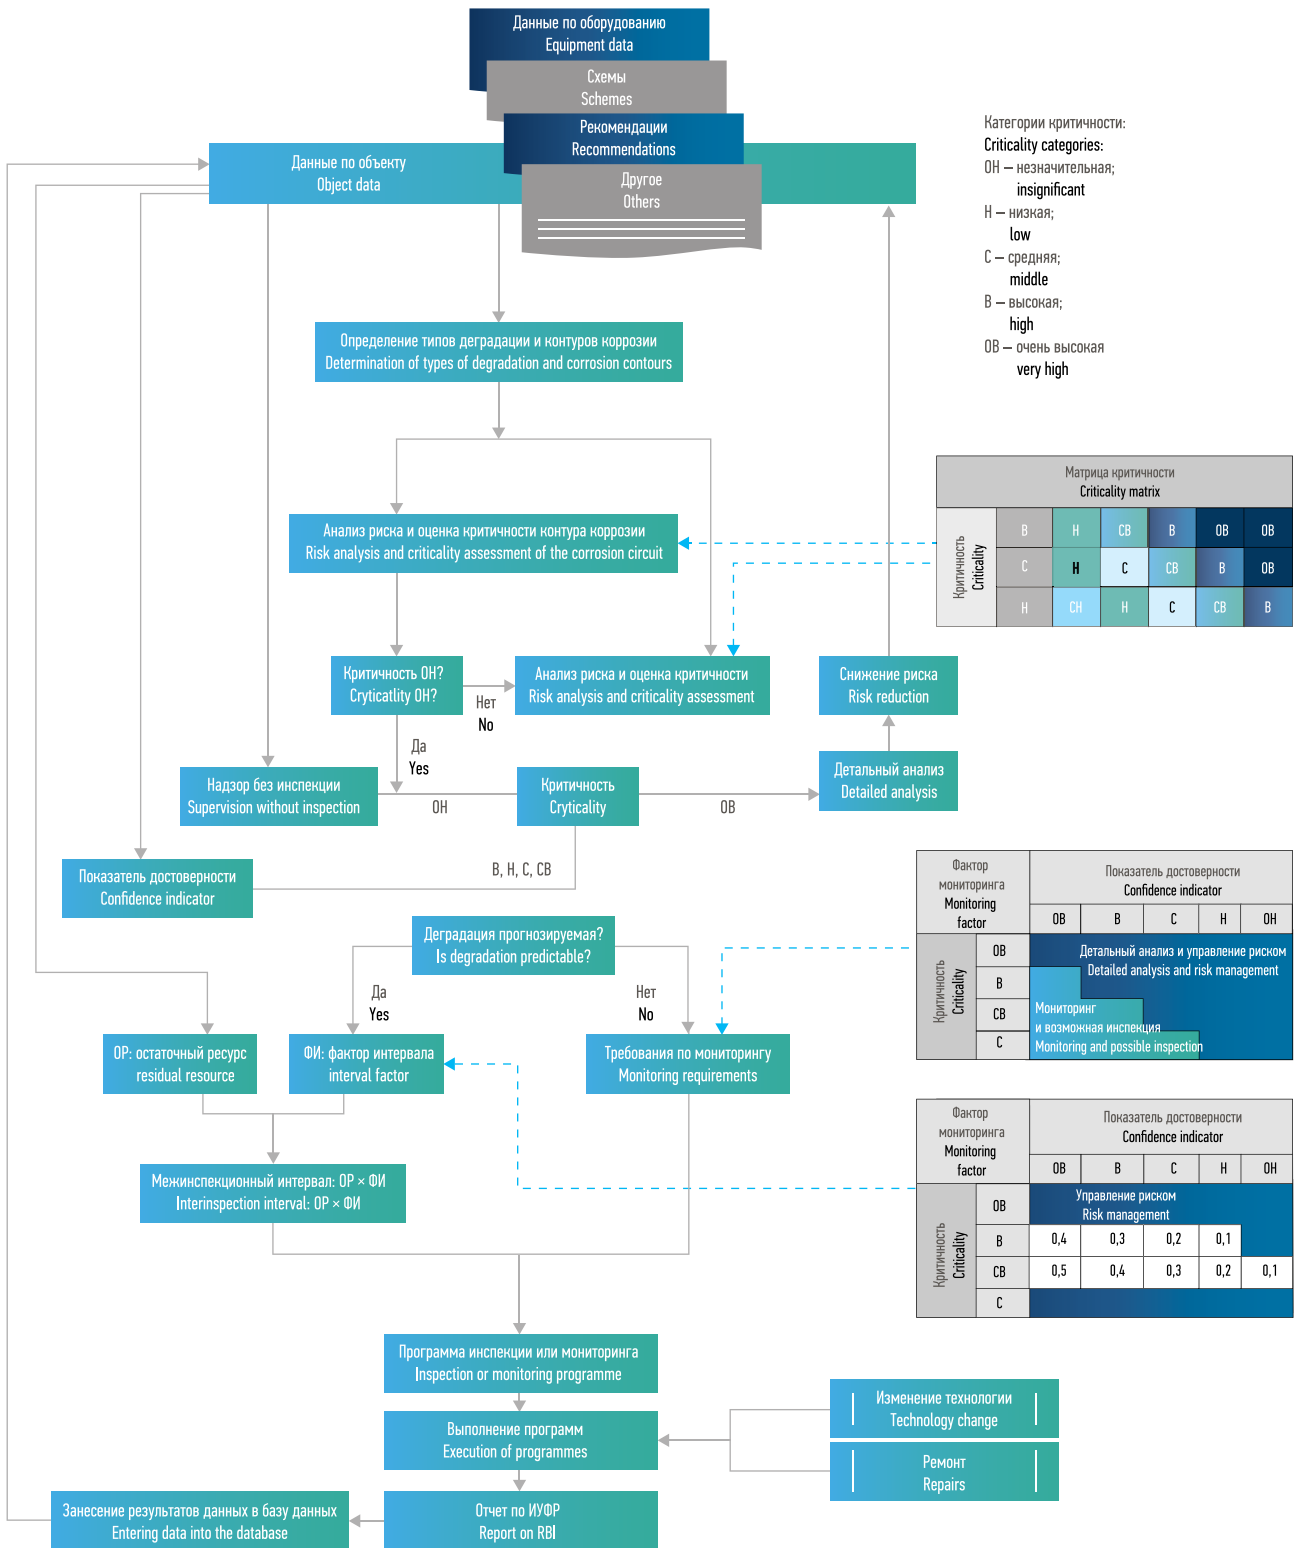 Данные по оборудованию
Equipment data
Схемы
Schemes
Рекомендации
Recommendations
Данные по объекту
Object data
Другое
Others
Категории критичности:
Criticality categories:
ОН – незначительная;
insignificant
Н – низкая;
low
С – средняя;
middle
В – высокая;
high
ОВ – очень высокая
very high
Определение типов деградации и контуров коррозии
Determination of types of degradation and corrosion contours
Матрица критичности
Criticality matrix
Критичность
Criticality
В Н СВ В ОВ ОВ
С Н С СВ В ОВ
Н СН Н С СВ В
Анализ риска и оценка критичности контура коррозии
Risk analysis and criticality assessment of the corrosion circuit
Критичность ОН?
Cryticatlity OH?
Нет
No
Анализ риска и оценка критичности
Risk analysis and criticality assessment
Снижение риска
Risk reduction
Да
Yes
Надзор без инспекции
Supervision without inspection
ОН
Критичность
Cryticality
ОВ
Детальный анализ
Detailed analysis
Показатель достоверности
Confidence indicator
В, Н, С, СВ
Деградация прогнозируемая?
Is degradation predictable?
Да
Yes
Нет
No
Фактор
мониторинга
Monitoring
factor
Показатель достоверности
Confidence indicator
ОВ В С Н ОН
Критичность
Criticality
ОВ
В
СВ
С
Детальный анализ и управление риском
Detailed analysis and risk management
Мониторинг
и возможная инспекция
Monitoring and possible inspection
ОР: остаточный ресурс
residual resource
ФИ: фактор интервала
interval factor
Требования по мониторингу
Monitoring requirements
Межинспекционный интервал: ОР × ФИ
Interinspection interval: ОР × ФИ
Фактор
мониторинга
Monitoring
factor
Показатель достоверности
Confidence indicator
ОВ В С Н ОН
Критичность
Criticality
ОВ
Управление риском
Risk management
В 0,4 0,3 0,2 0,1
СВ 0,5 0,4 0,3 0,2 0,1
С
Программа инспекции или мониторинга
Inspection or monitoring programme
Выполнение программ
Execution of programmes
Изменение технологии
Technology change
Ремонт
Repairs
Занесение результатов данных в базу данных
Entering data into the database
Отчет по ИУФР
Report on RBI